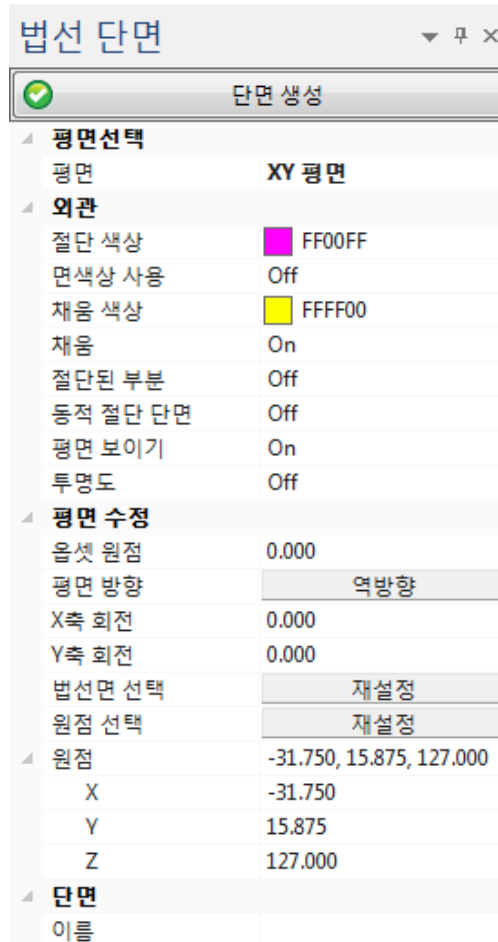 법선 단면
단면 생성
평면선택
평면 XY 평면
외관
절단 색상 FF00FF
면색상 사용 Off
채움 색상 FFFF00
채움 On
절단된 부분 Off
동적 절단 단면 Off
평면 보이기 On
투명도 Off
평면 수정
옵셋 원점 0.000
평면 방향 역방향
X축 회전 0.000
Y축 회전 0.000
법선면 선택 재설정
원점 선택 재설정
원점 -31.750, 15.875, 127.000
X -31.750
Y 15.875
Z 127.000
단면
이름